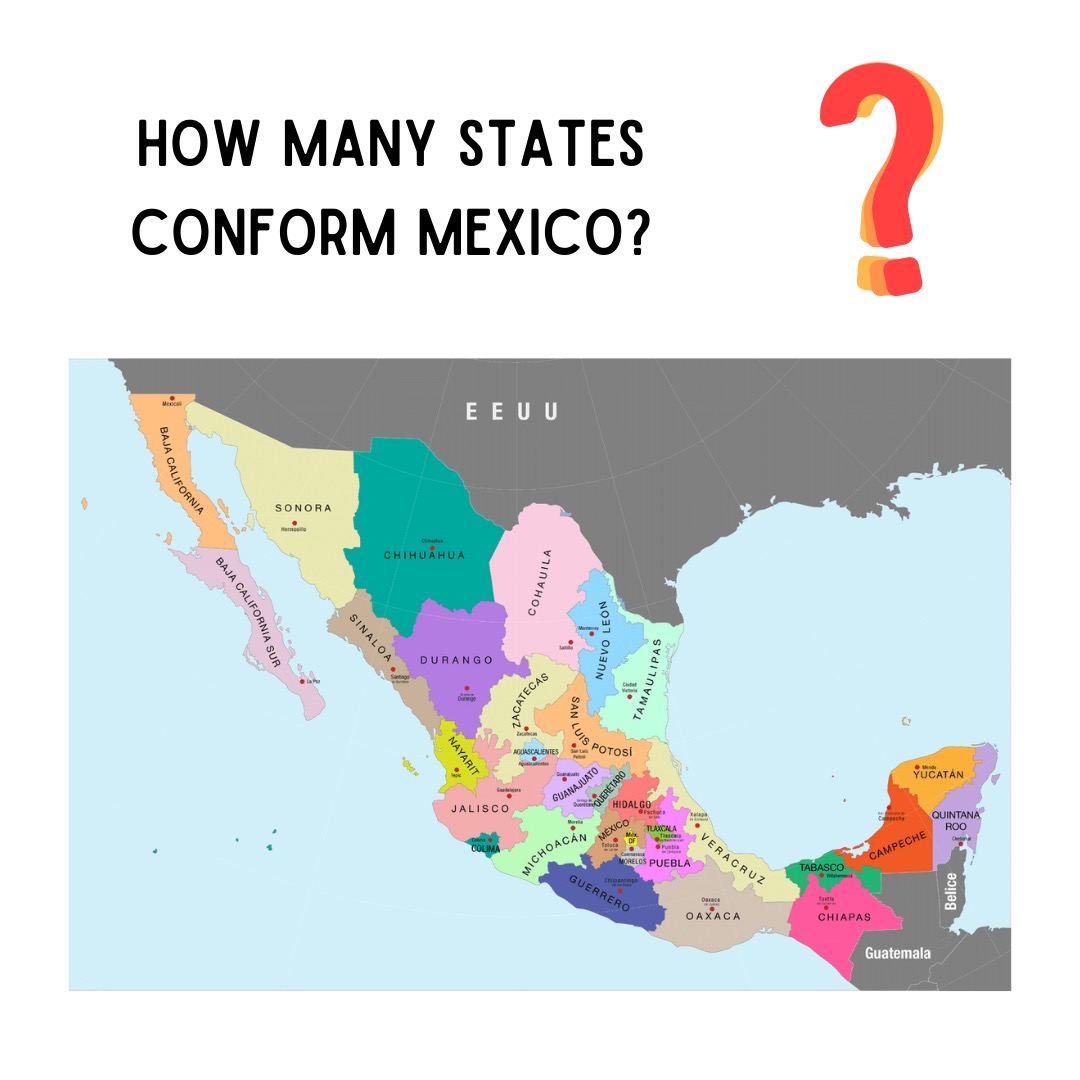 HOW MANY STATES
CONFORM MEXICO?
EEUU
Mexicali
BAJA CALIFORNIA
SONORA
Hermosillo
Chihuahua
CHIHUAHUA
BAJA CALIFORNIA SUR
La Paz
COHAUILA
Saltillo
Monterrey
NUEVO LEON
SINALOA
DURANGO
Durango
Ciudad
Victoria
TAMAULIPAS
ZACATECAS
Zacatecas
SAN LUIS POTOSÍ
San Luis
Potosí
NAYARIT
Tepic
AGUASCALIENTES
Aguascalientes
Guadalajara
JALISCO
Guanajuato
GUANAJUATO
Querétaro
QUERÉTARO
HIDALGO
Pachuca
COLIMA
Morelia
MICHOACÁN
MÉXICO
Toluca
Méx.
DF
TLAXCALA
Tlaxcala
Cuernavaca
MORELOS
Puebla
PUEBLA
Xalapa
VERACRUZ
GUERRERO
Chilpancingo
Oaxaca
OAXACA
TABASCO
Villahermosa
Tuxtla
CHIAPAS
Mérida
YUCATÁN
Campeche
CAMPECHE
QUINTANA
ROO
Chetumal
Belice
Guatemala